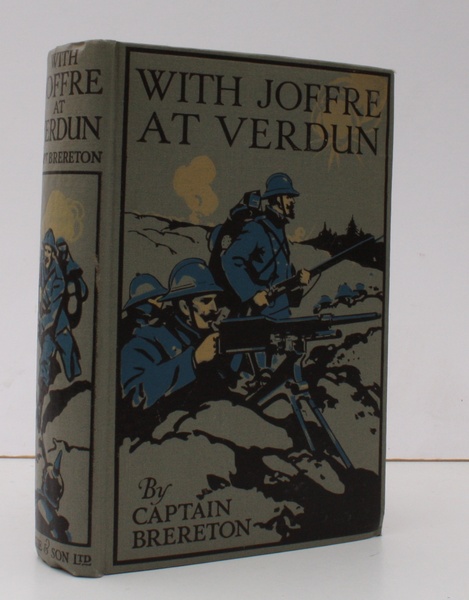 WITH
JOFFRE
AT
VERDUN
BRERETON
& SON LTD
WITH JOFFRE
AT VERDUN
By
CAPTAIN
BRERETON